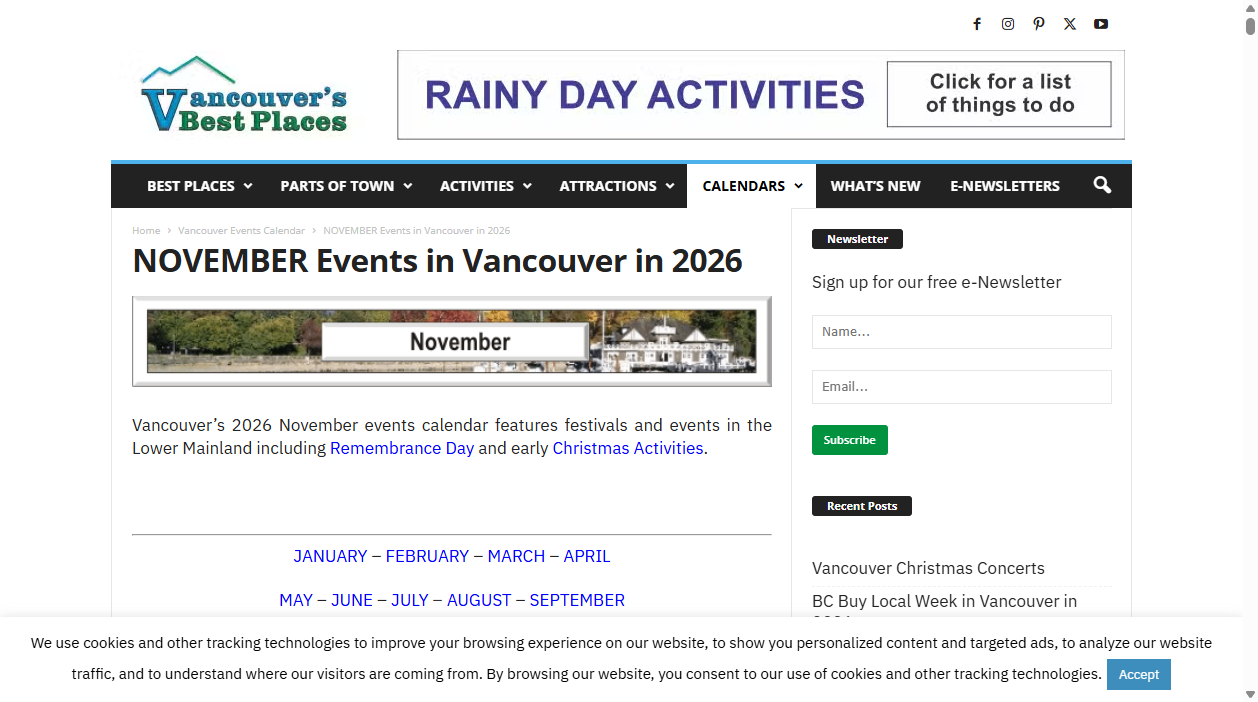 Vancouver's
Best Places
RAINY DAY ACTIVITIES
Click for a list
of things to do
BEST PLACES
PARTS OF TOWN
ACTIVITIES
ATTRACTIONS
CALENDARS
WHAT'S NEW
E-NEWSLETTERS
Home › Vancouver Events Calendar › NOVEMBER Events in Vancouver in 2026
NOVEMBER Events in Vancouver in 2026
November
Vancouver’s 2026 November events calendar features festivals and events in the
Lower Mainland including Remembrance Day and early Christmas Activities.
JANUARY – FEBRUARY – MARCH – APRIL
MAY – JUNE – JULY – AUGUST – SEPTEMBER
Newsletter
Sign up for our free e-Newsletter
Name...
Email...
Subscribe
Recent Posts
Vancouver Christmas Concerts
BC Buy Local Week in Vancouver in
We use cookies and other tracking technologies to improve your browsing experience on our website, to show you personalized content and targeted ads, to analyze our website
traffic, and to understand where our visitors are coming from. By browsing our website, you consent to our use of cookies and other tracking technologies.
Accept